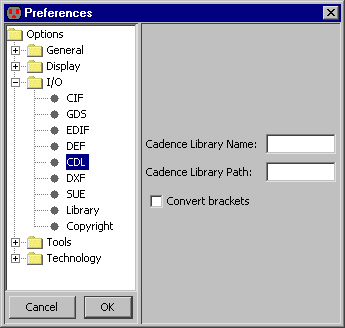 Preferences
Options
General
Display
I/O
CIF
GDS
EDIF
DEF
CDL
DXF
SUE
Library
Copyright
Tools
Technology
Cadence Library Name:
Cadence Library Path:
Convert brackets
Cancel
OK